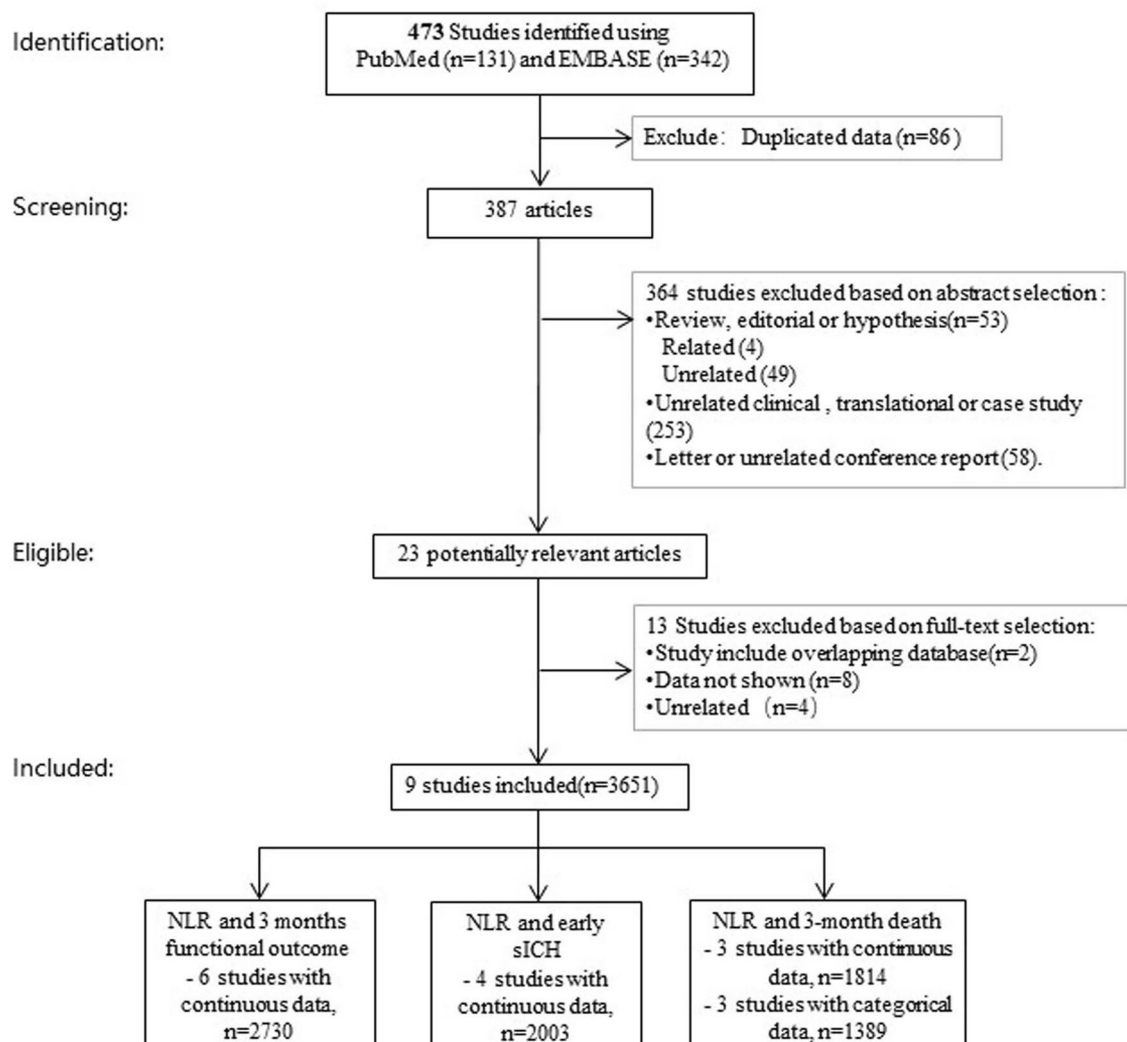 Identification:
473 Studies identified using
PubMed (n=131) and EMBASE (n=342)
Exclude: Duplicated data (n=86)
Screening:
387 articles
364 studies excluded based on abstract selection :
•Review, editorial or hypothesis(n=53)
Related (4)
Unrelated (49)
•Unrelated clinical , translational or case study
(253)
•Letter or unrelated conference report (58).
Eligible:
23 potentially relevant articles
13 Studies excluded based on full-text selection:
•Study include overlapping database(n=2)
•Data not shown (n=8)
•Unrelated (n=4)
Included:
9 studies included(n=3651)
NLR and 3 months
functional outcome
- 6 studies with
continuous data,
n=2730
NLR and early
sICH
- 4 studies with
continuous data,
n=2003
NLR and 3-month death
- 3 studies with continuous
data, n=1814
- 3 studies with categorical
data, n=1389